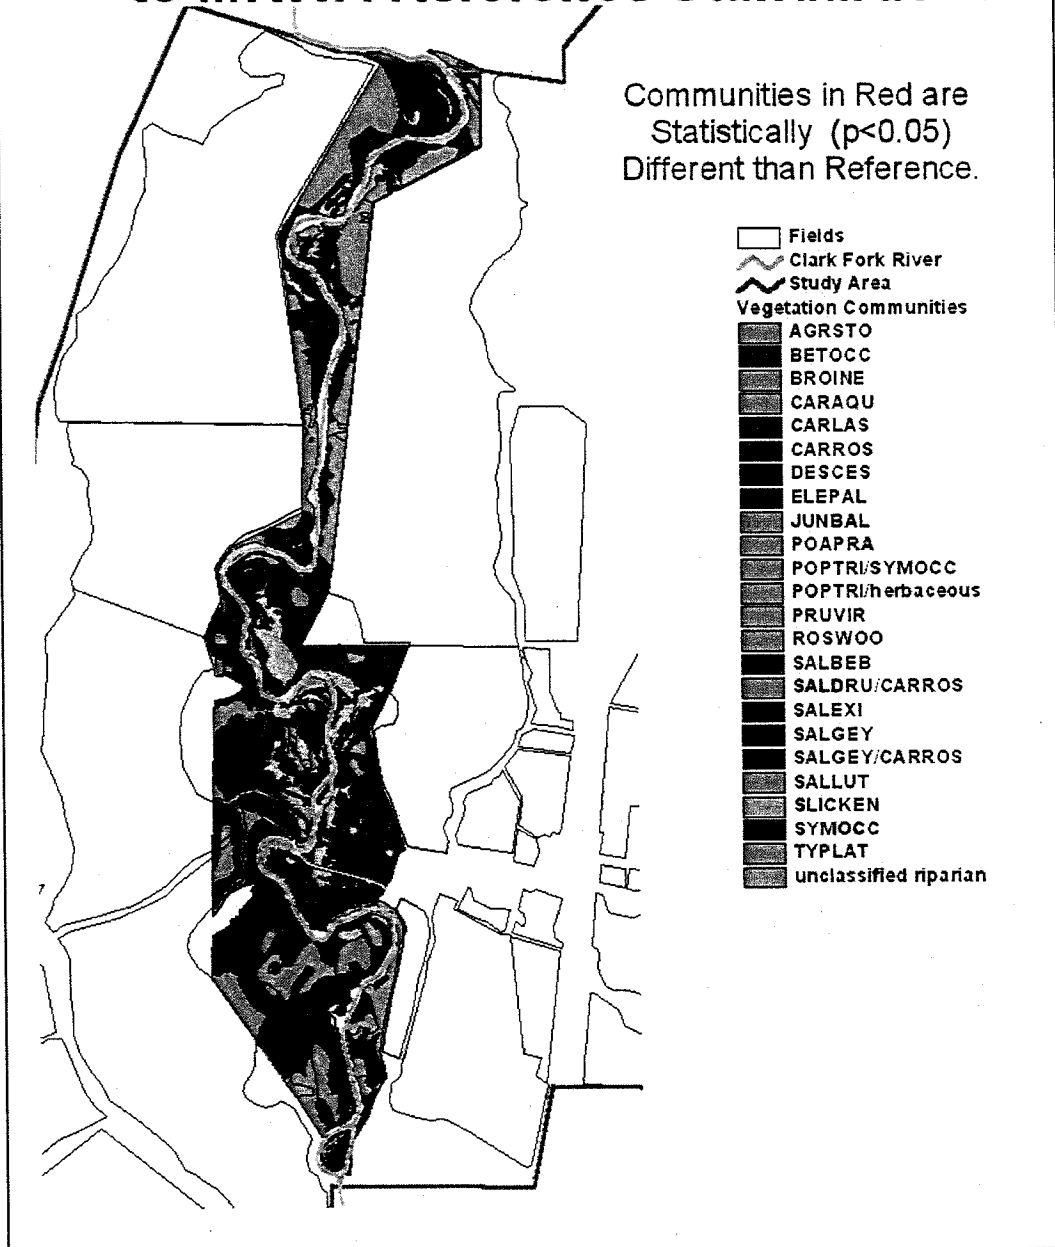 Communities in Red are
Statistically (p<0.05)
Different than Reference.
Fields
Clark Fork River
Study Area
Vegetation Communities
AGRSTO
BETOCC
BROINE
CARAQU
CARLAS
CARROS
DESCES
ELEPAL
JUNBAL
POAPRA
POPTRI/SYMOCC
POPTRI/herbaceous
PRUVIR
ROSWOO
SALBEB
SALDRU/CARROS
SALEXI
SALGEY
SALGEY/CARROS
SALLUT
SLICKEN
SYMOCC
TYPLAT
unclassified riparian